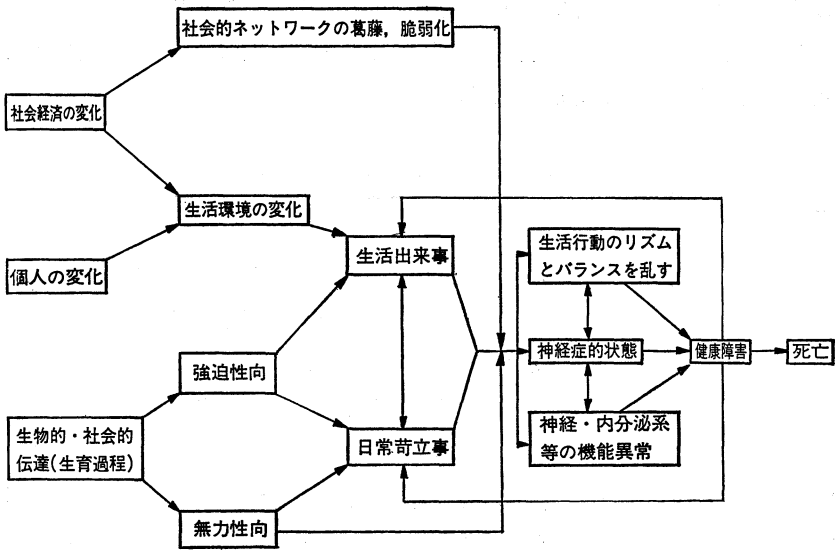 社会的ネットワークの葛藤，脆弱化
社会経済の変化
生活環境の変化
個人の変化
生活出来事
生活行動のリズム
とバランスを乱す
強迫性向
神経症的状態
健康障害
死亡
生物的・社会的
伝達(生育過程)
日常苛立事
神経・内分泌系
等の機能異常
無力性向